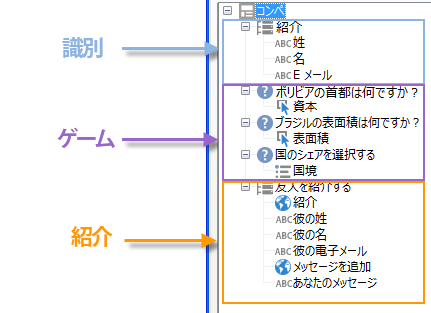 コンペ
識別
紹介
ABC 姓
ABC 名
ABC E メール
ゲーム
ボリビアの首都は何ですか？
資本
ブラジルの表面積は何ですか？
表面積
国のシェアを選択する
国境
紹介
友人を紹介する
紹介
ABC 彼の姓
ABC 彼の名
ABC 彼の電子メール
メッセージを追加
ABC あなたのメッセージ